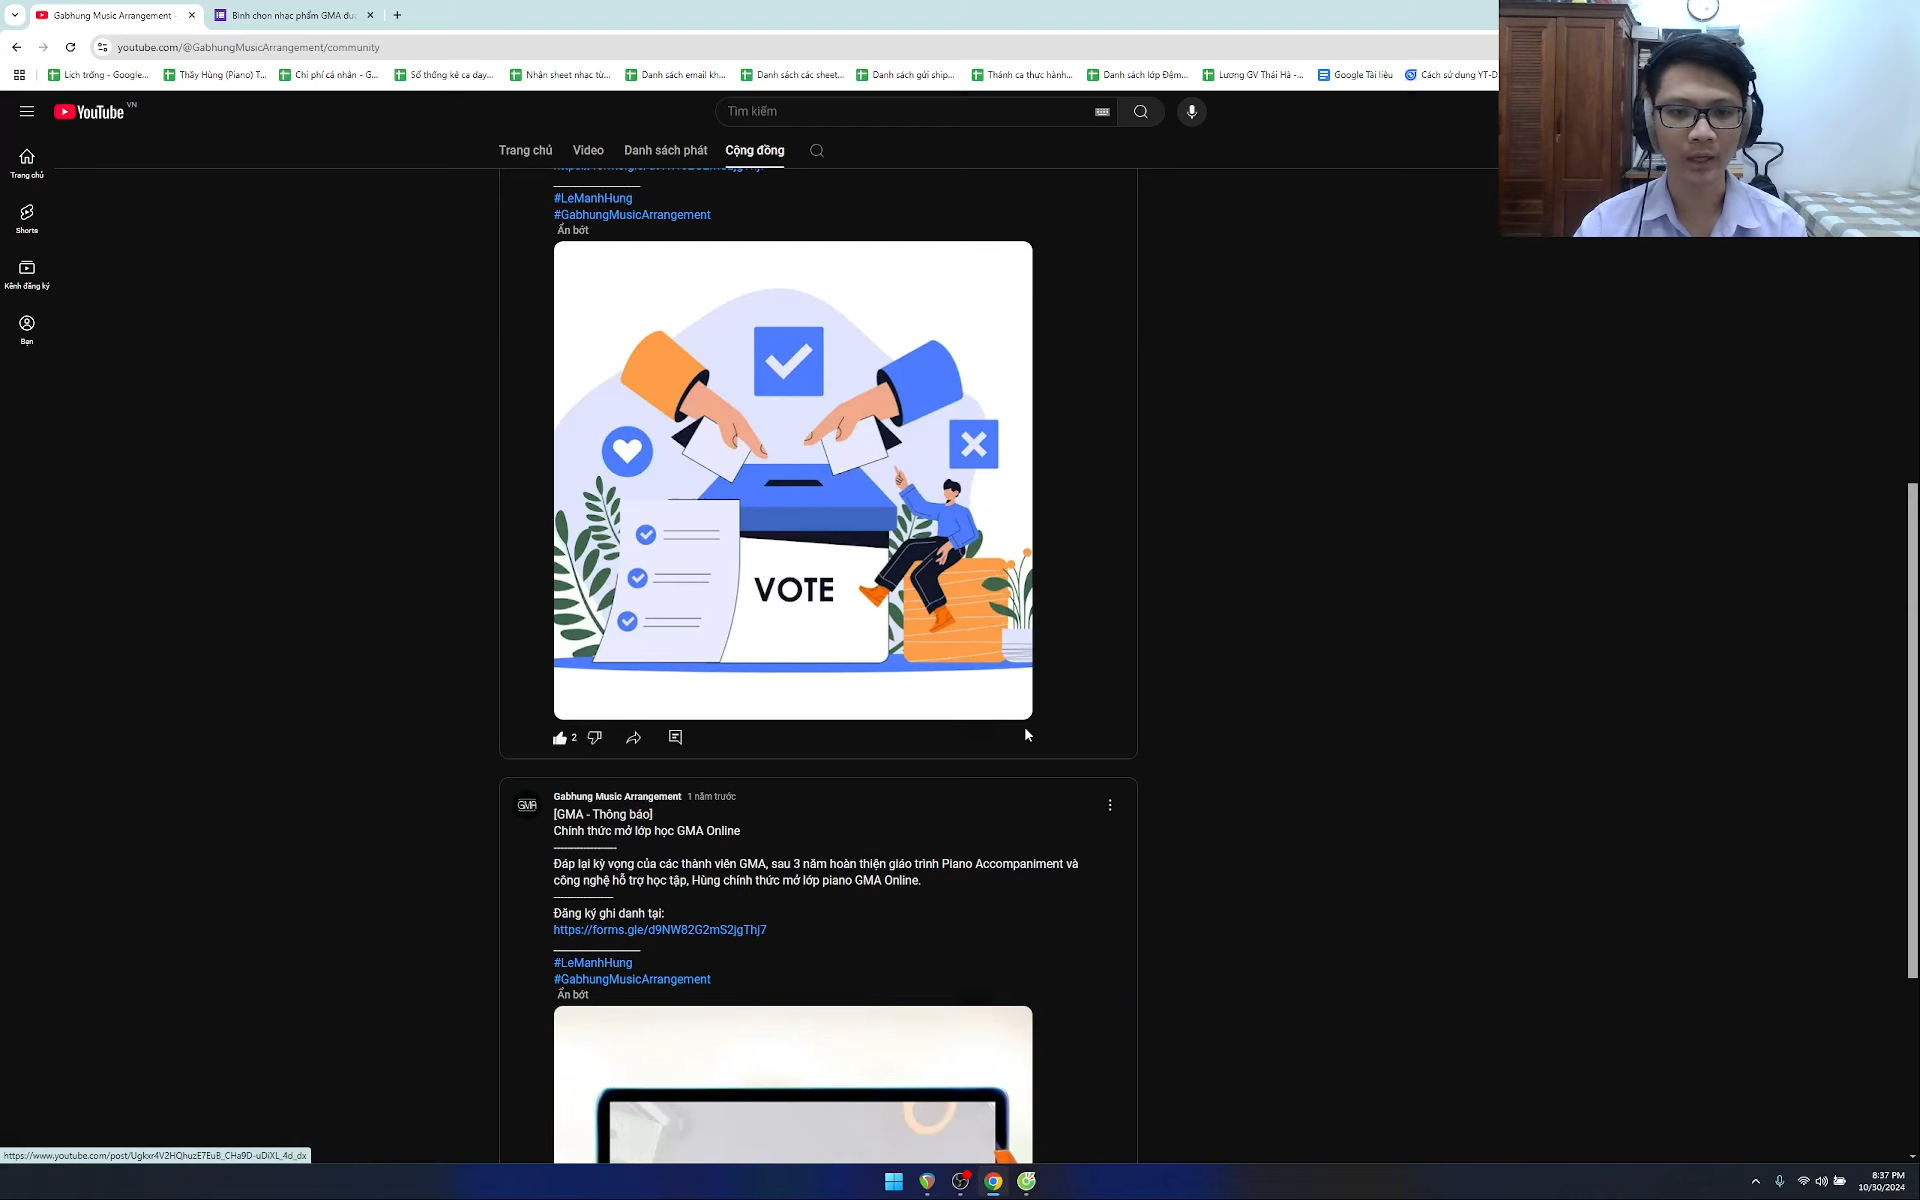 Gabhung Music Arrangement -
Bình chọn nhạc phẩm GMA đư
youtube.com/@GabhungMusicArrangement/community
Lịch trống - Google...
Thầy Hùng (Piano) T...
Chi phí cá nhân - G...
Sổ thống kê ca dạy...
Nhận sheet nhạc từ...
Danh sách email kh...
Danh sách các sheet...
Danh sách gửi ship...
Thánh ca thực hành...
Danh sách lớp Đệm...
Lương GV Thái Hà -...
Google Tài liệu
Cách sử dụng YT-D
YouTube VN
Tìm kiếm
Trang chủ
Video
Danh sách phát
Cộng đồng
Trang chủ
Shorts
Kênh đăng ký
Bạn
#LeManhHung
#GabhungMusicArrangement
Ẩn bớt
VOTE
2
GMA
Gabhung Music Arrangement 1 năm trước
[GMA - Thông báo]
Chính thức mở lớp học GMA Online
Đáp lại kỳ vọng của các thành viên GMA, sau 3 năm hoàn thiện giáo trình Piano Accompaniment và
công nghệ hỗ trợ học tập, Hùng chính thức mở lớp piano GMA Online.
Đăng ký ghi danh tại:
https://forms.gle/d9NW82G2mS2jgThj7
#LeManhHung
#GabhungMusicArrangement
Ẩn bớt
https://www.youtube.com/post/Ugkxr4V2HQhuzE7EuB_CHa9D-uDiXL_4d_dx
8:37 PM
10/30/2024